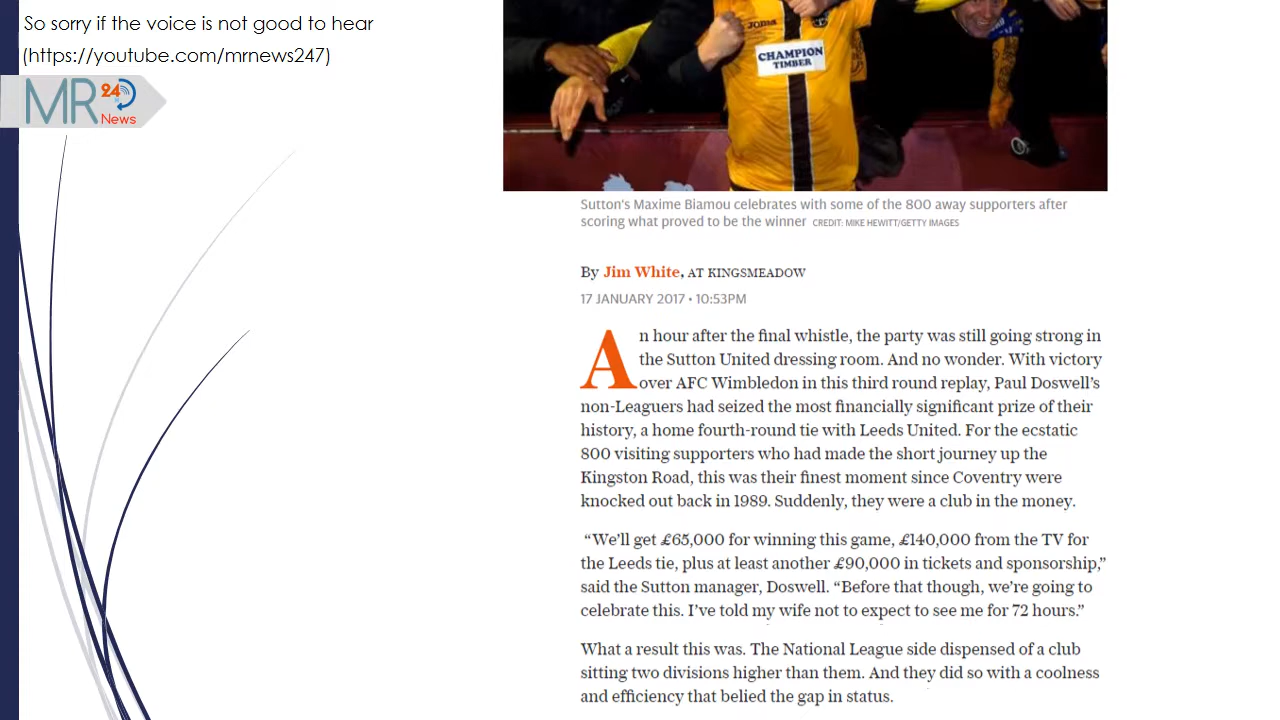 So sorry if the voice is not good to hear
(https://youtube.com/mrnews247)
MR 24
News
JOMA
CHAMPION
TIMBER
Sutton's Maxime Biamou celebrates with some of the 800 away supporters after
scoring what proved to be the winner CREDIT: MIKE HEWITT/GETTY IMAGES
By Jim White, AT KINGSMEADOW
17 JANUARY 2017 • 10:53PM
An hour after the final whistle, the party was still going strong in
the Sutton United dressing room. And no wonder. With victory
over AFC Wimbledon in this third round replay, Paul Doswell’s
non-Leaguers had seized the most financially significant prize of their
history, a home fourth-round tie with Leeds United. For the ecstatic
800 visiting supporters who had made the short journey up the
Kingston Road, this was their finest moment since Coventry were
knocked out back in 1989. Suddenly, they were a club in the money.
“We’ll get £65,000 for winning this game, £140,000 from the TV for
the Leeds tie, plus at least another £90,000 in tickets and sponsorship,”
said the Sutton manager, Doswell. “Before that though, we’re going to
celebrate this. I’ve told my wife not to expect to see me for 72 hours.”
What a result this was. The National League side dispensed of a club
sitting two divisions higher than them. And they did so with a coolness
and efficiency that belied the gap in status.